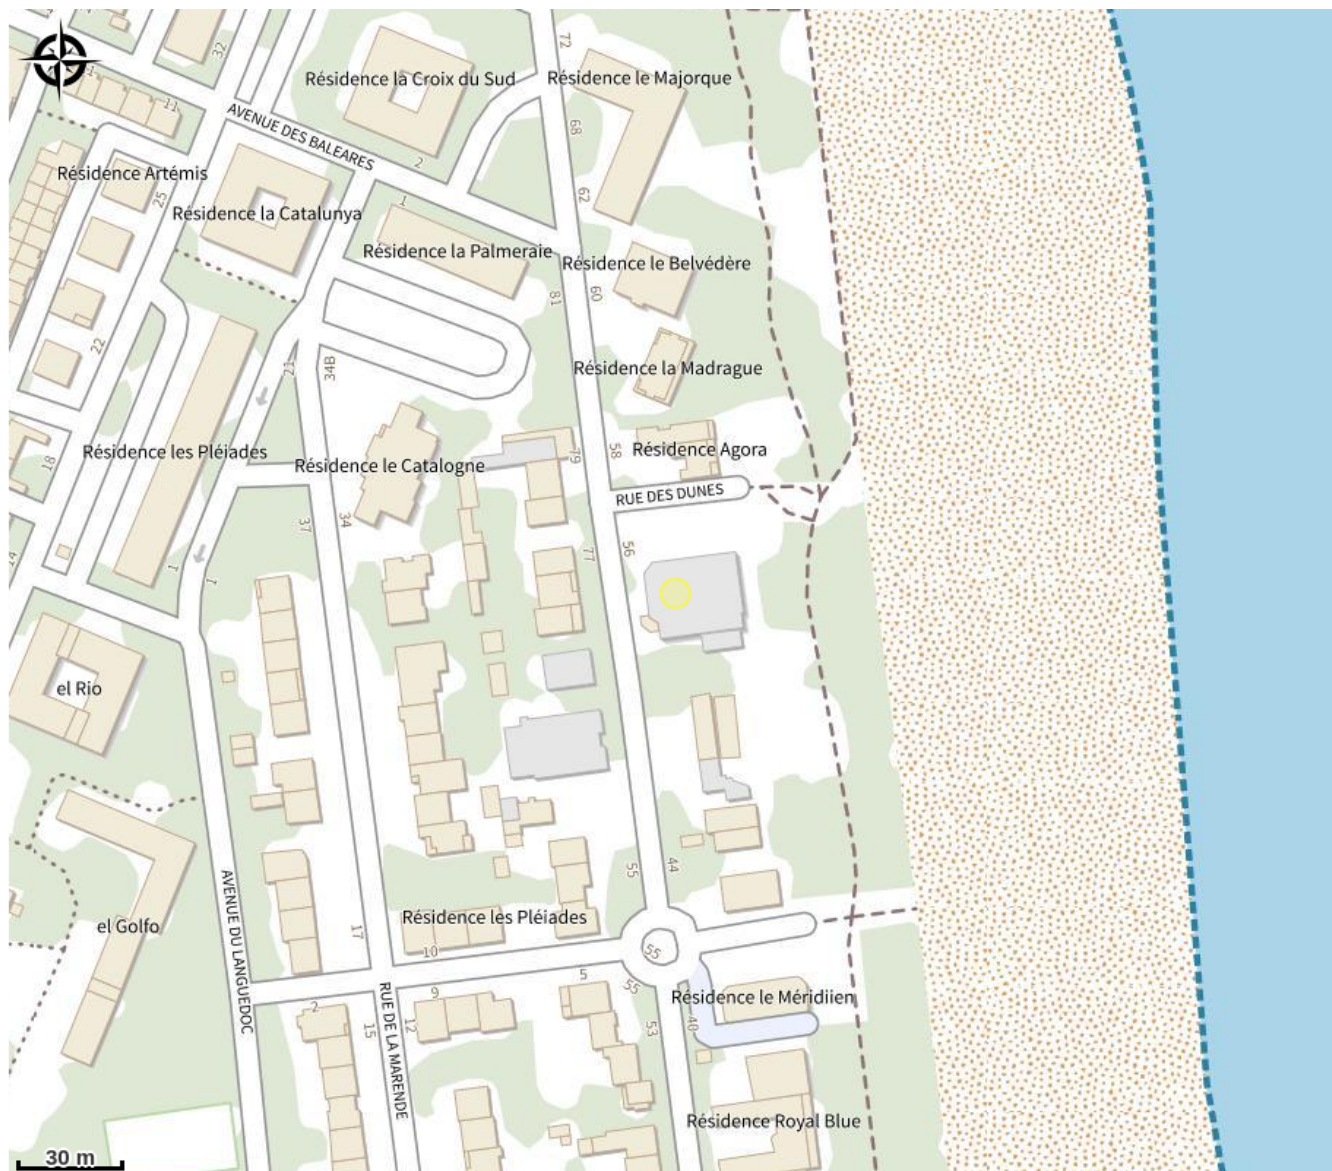 72
32
11
Résidence la Croix du Sud
Résidence le Majorque
AVENUE DES BALEARES
68
2
Résidence Artémis
25
62
1
Résidence la Catalunya
Résidence la Palmeraie
Résidence le Belvédère
81
60
22
21
34B
Résidence la Madrague
58
79
Résidence les Pléiades
Résidence le Catalogne
Résidence Agora
18
RUE DES DUNES
37
34
56
77
14
1
1
el Rio
55
44
AVENUE DU LANGUEDOC
Résidence les Pléiades
el Golfo
17
10
55
5
55
9
2
Résidence le Méridiien
RUE DE LA MARENDE
15
12
53
40
Résidence Royal Blue
30 m